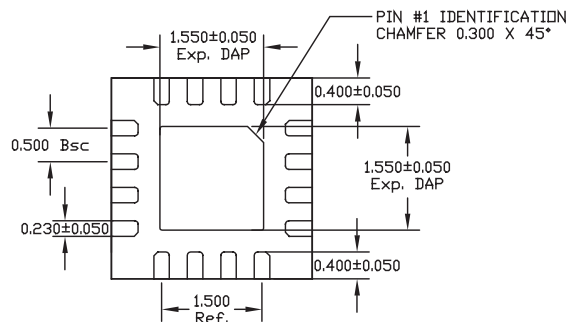 1.550±0.050
Exp. DAP
PIN #1 IDENTIFICATION
CHAMFER 0.300 X 45°
0.400±0.050
0.500 Bsc
1.550±0.050
Exp. DAP
0.230±0.050
0.400±0.050
1.500
Ref.